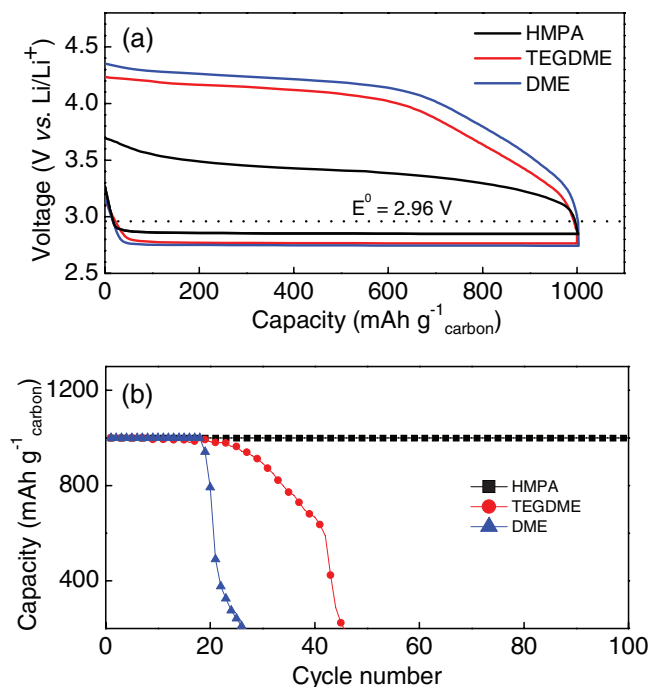 (a)
HMPA
TEGDME
DME
E⁰ = 2.96 V
Voltage (V vs. Li/Li⁺)
4.5
4.0
3.5
3.0
2.5
0 200 400 600 800 1000
Capacity (mAh g⁻¹carbon)
(b)
HMPA
TEGDME
DME
Capacity (mAh g⁻¹carbon)
1200
800
400
0 20 40 60 80 100
Cycle number